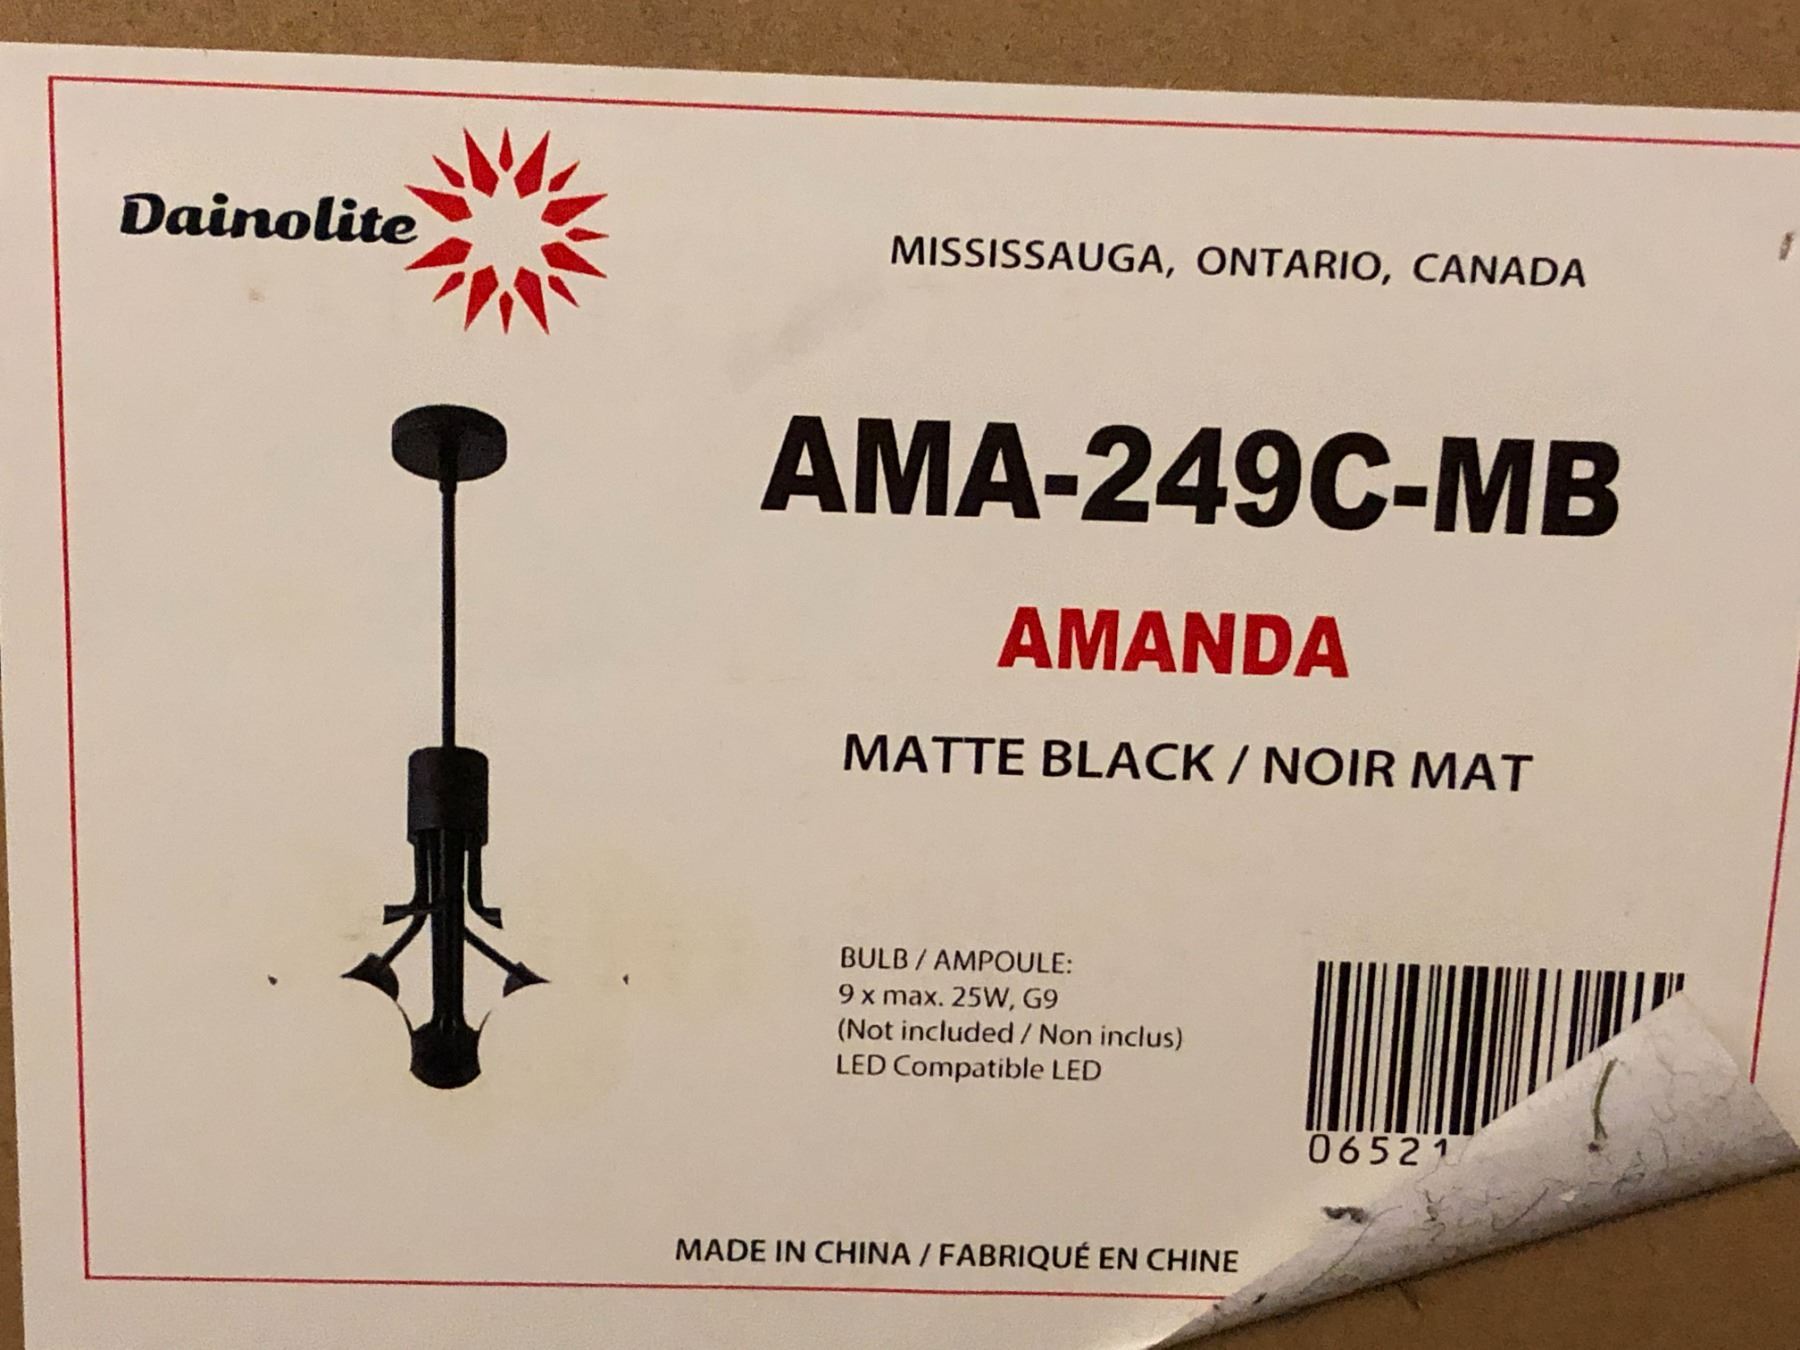 Dainolite
MISSISSAUGA, ONTARIO, CANADA
AMA-249C-MB
AMANDA
MATTE BLACK / NOIR MAT
BULB / AMPOULE:
9 x max. 25W, G9
(Not included / Non inclus)
LED Compatible LED
06521
MADE IN CHINA / FABRIQUÉ EN CHINE